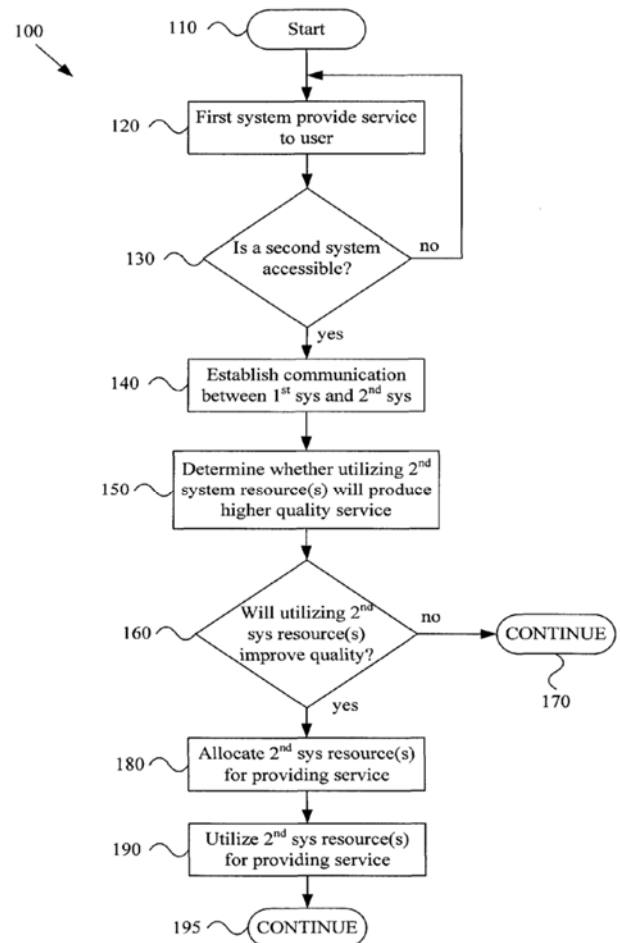 100
110
Start
120
First system provide service
to user
130
Is a second system
accessible?
no
yes
140
Establish communication
between 1st sys and 2nd sys
150
Determine whether utilizing 2nd
system resource(s) will produce
higher quality service
160
Will utilizing 2nd
sys resource(s)
improve quality?
no
CONTINUE
170
yes
180
Allocate 2nd sys resource(s)
for providing service
190
Utilize 2nd sys resource(s)
for providing service
195
CONTINUE